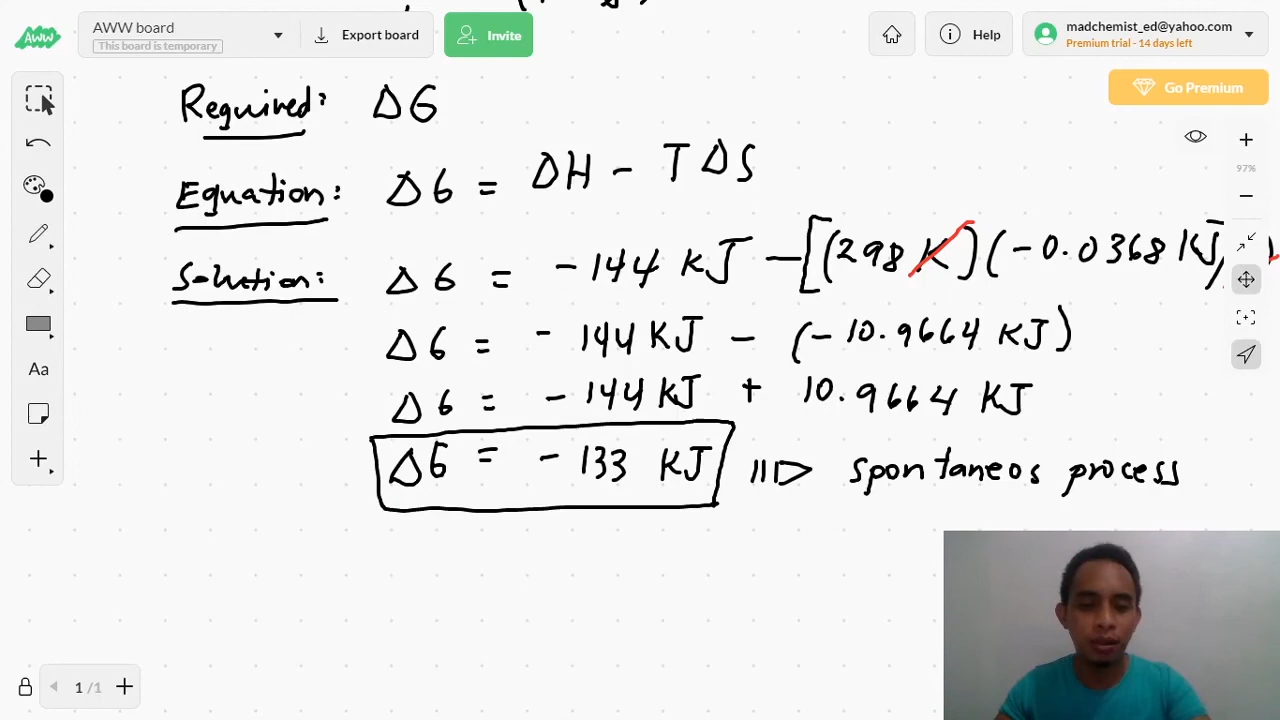 AWW board
This board is temporary
Export board
Invite
Help
madchemist_ed@yahoo.com
Premium trial - 14 days left
Go Premium
97%
Required: ΔG
Equation: ΔG = ΔH - TΔS
Solution: ΔG = -144 KJ - [(298 K)(-0.0368 KJ/
ΔG = -144 KJ - (-10.9664 KJ)
ΔG = -144 KJ + 10.9664 KJ
ΔG = -133 KJ spontaneos process
Aa
1 /1